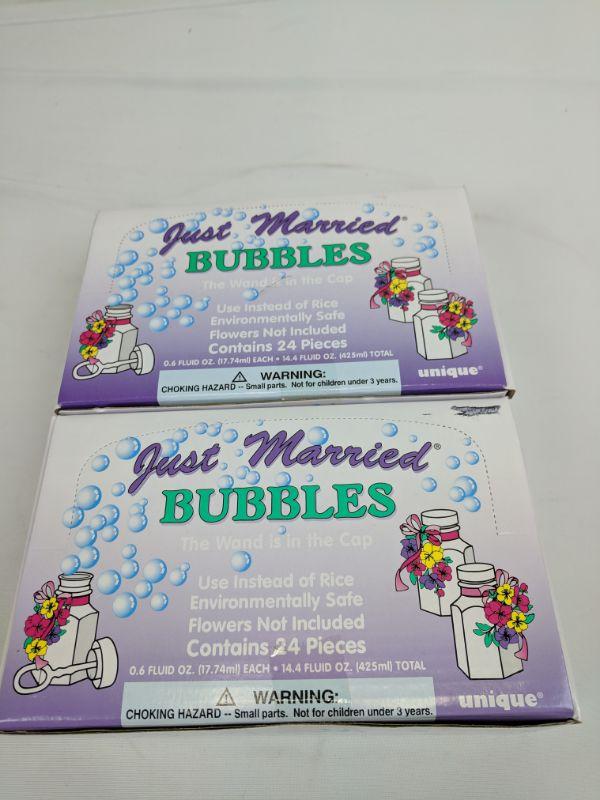 Just Married®
BUBBLES
The Wand is in the Cap
Use Instead of Rice
Environmentally Safe
Flowers Not Included
Contains 24 Pieces
0.6 FLUID OZ. (17.74ml) EACH • 14.4 FLUID OZ. (425ml) TOTAL
WARNING:
CHOKING HAZARD -- Small parts. Not for children under 3 years.
unique®
Just Married®
BUBBLES
The Wand is in the Cap
Use Instead of Rice
Environmentally Safe
Flowers Not Included
Contains 24 Pieces
0.6 FLUID OZ. (17.74ml) EACH • 14.4 FLUID OZ. (425ml) TOTAL
WARNING:
CHOKING HAZARD -- Small parts. Not for children under 3 years.
unique®